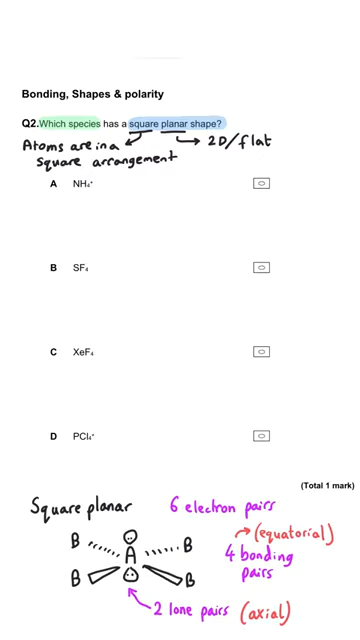 Bonding, Shapes & polarity
Q2.Which species has a square planar shape?
Atoms are in a
square arrangement
2D/flat
A NH₄⁺
B SF₄
C XeF₄
D PCl₄⁺
(Total 1 mark)
Square planar
6 electron pairs
(equatorial)
4 bonding
pairs
B A B
B B
2 lone pairs (axial)